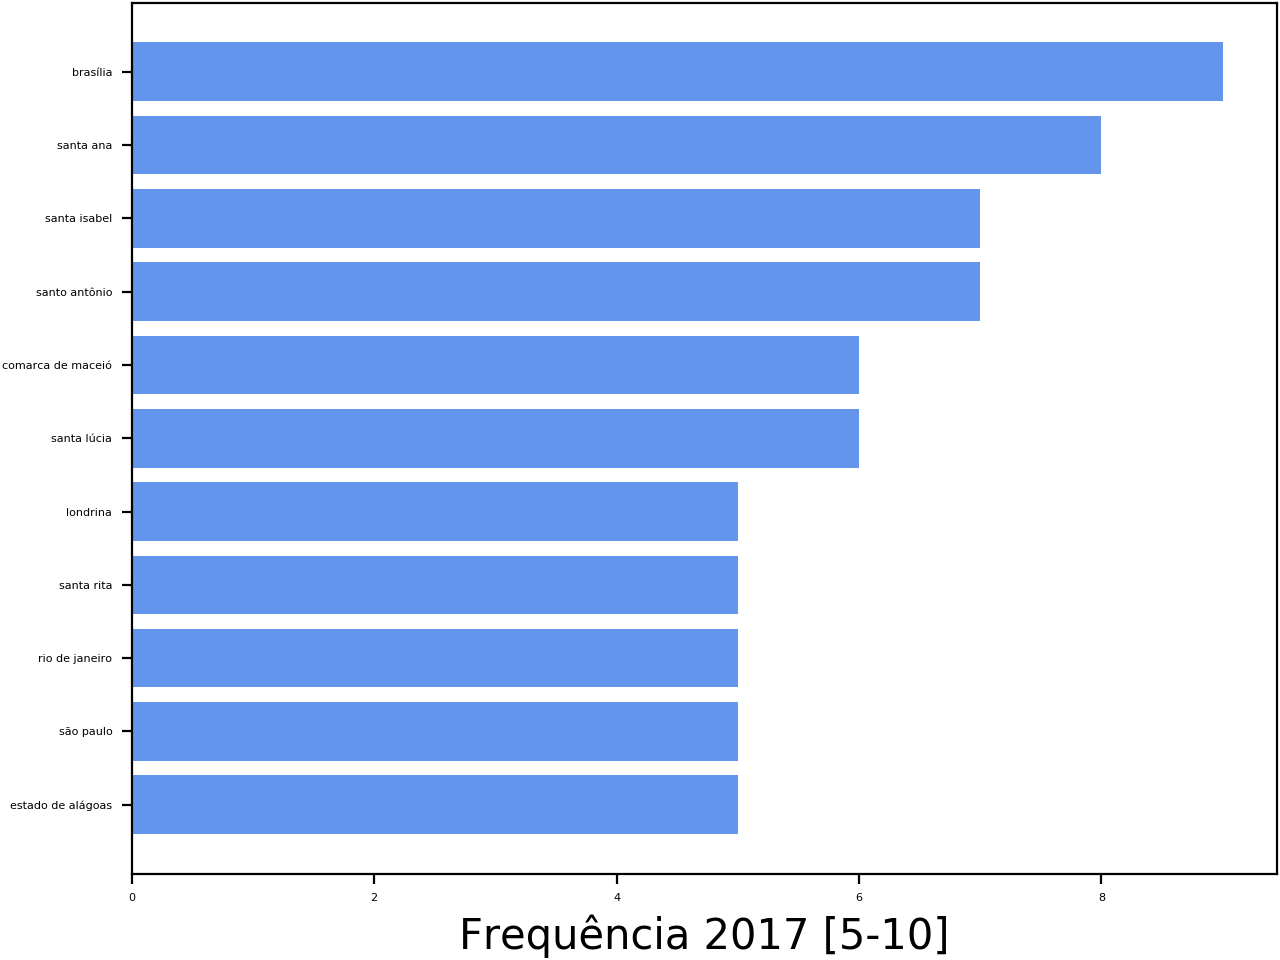 brasília
santa ana
santa isabel
santo antônio
comarca de maceió
santa lúcia
londrina
santa rita
rio de janeiro
são paulo
estado de alágoas
0 2 4 6 8
Frequência 2017 [5-10]